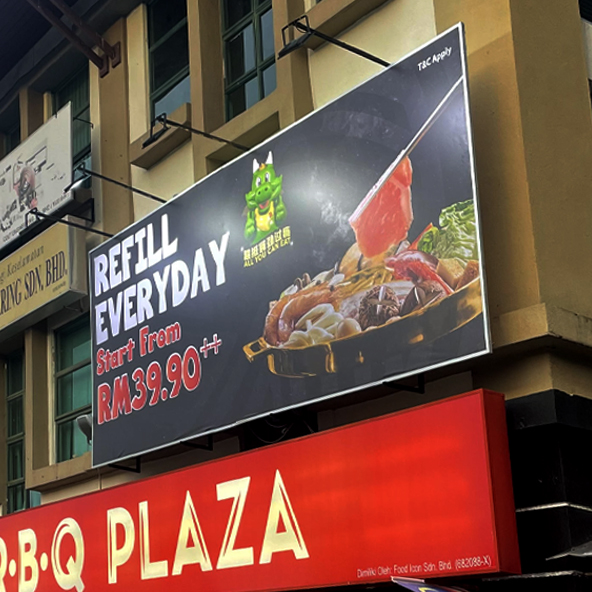 T&C Apply
REFILL
EVERYDAY
Start From
RM39.90++
ALL YOU CAN EAT
RING SDN. BHD.
B·B·Q PLAZA
Dimiliki Oleh: Food Icon Sdn. Bhd. (682088-X)